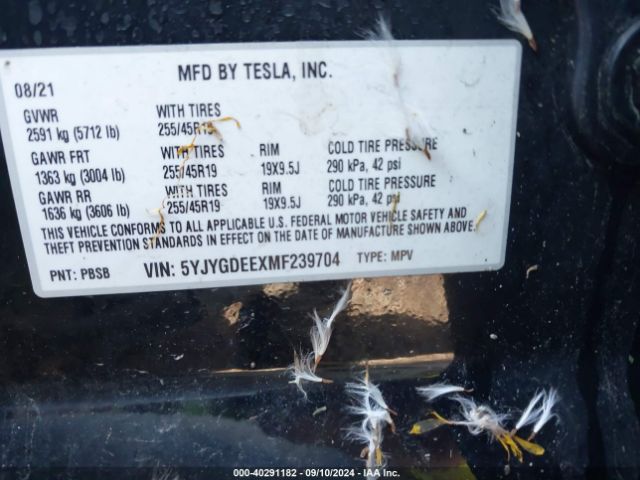 08/21 MFD BY TESLA, INC.
GVWR WITH TIRES
2591 kg (5712 lb) 255/45R19
GAWR FRT WITH TIRES RIM COLD TIRE PRESSURE
1363 kg (3004 lb) 255/45R19 19X9.5J 290 kPA, 42 psi
GAWR RR WITH TIRES RIM COLD TIRE PRESSURE
1636 kg (3606 lb) 255/45R19 19X9.5J 290 kPA, 42 psi
THIS VEHICLE CONFORMS TO ALL APPLICABLE U.S. FEDERAL MOTOR VEHICLE SAFETY AND
THEFT PREVENTION STANDARDS IN EFFECT ON THE DATE OF MANUFACTURE SHOWN ABOVE.
PNT: PBSB VIN: 5YJYGDEEXMF239704 TYPE: MPV
000-40291182 - 09/10/2024 - IAA Corp.